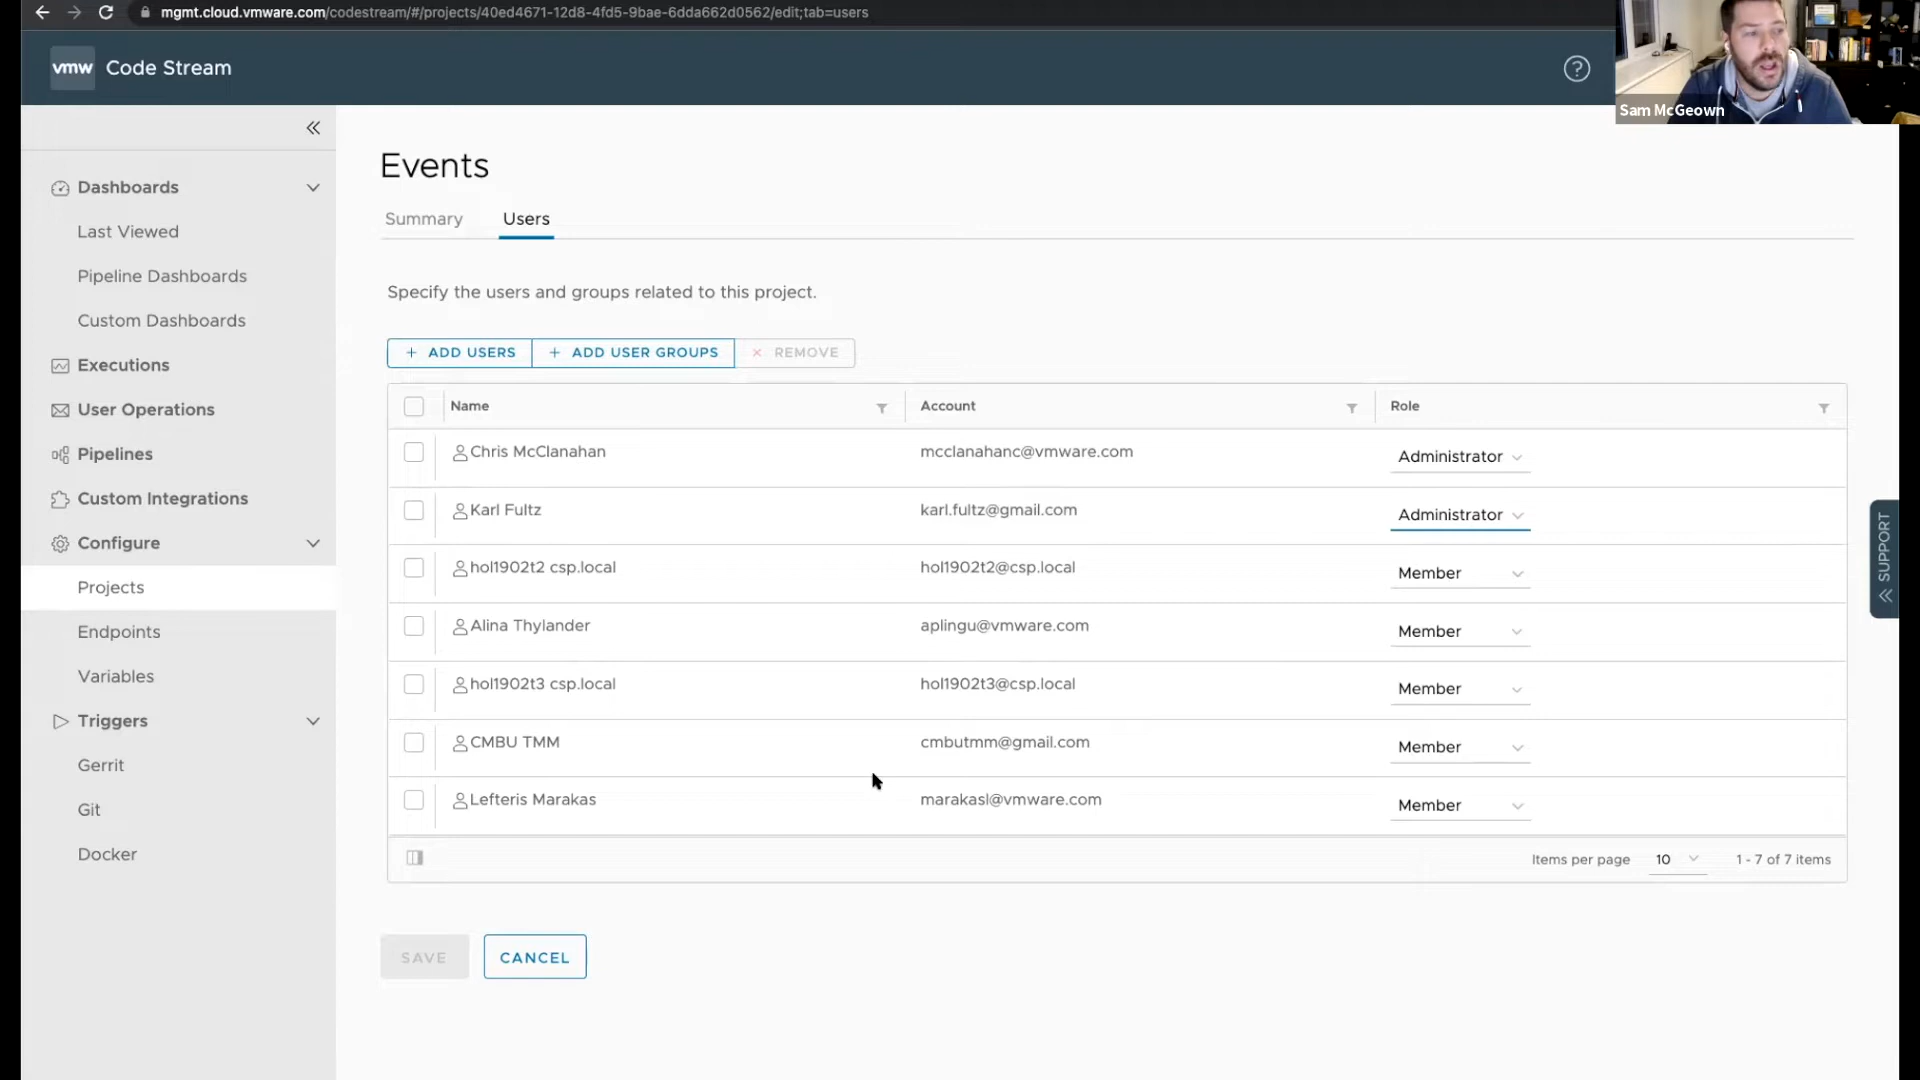 mgmt.cloud.vmware.com/codestream/#/projects/40ed4671-12d8-4fd5-9bae-6dda662d0562/edit;tab=users
vmw Code Stream
Sam McGeown
Dashboards
Last Viewed
Pipeline Dashboards
Custom Dashboards
Executions
User Operations
Pipelines
Custom Integrations
Configure
Projects
Endpoints
Variables
Triggers
Gerrit
Git
Docker
Events
Summary Users
Specify the users and groups related to this project.
+ ADD USERS + ADD USER GROUPS × REMOVE
Name Account Role
Chris McClanahan mcclanahanc@vmware.com Administrator
Karl Fultz karl.fultz@gmail.com Administrator
hol1902t2 csp.local hol1902t2@csp.local Member
Alina Thylander aplingu@vmware.com Member
hol1902t3 csp.local hol1902t3@csp.local Member
CMBU TMM cmbutmm@gmail.com Member
Lefteris Marakas marakasl@vmware.com Member
Items per page 10 1 - 7 of 7 items
SAVE CANCEL
SUPPORT